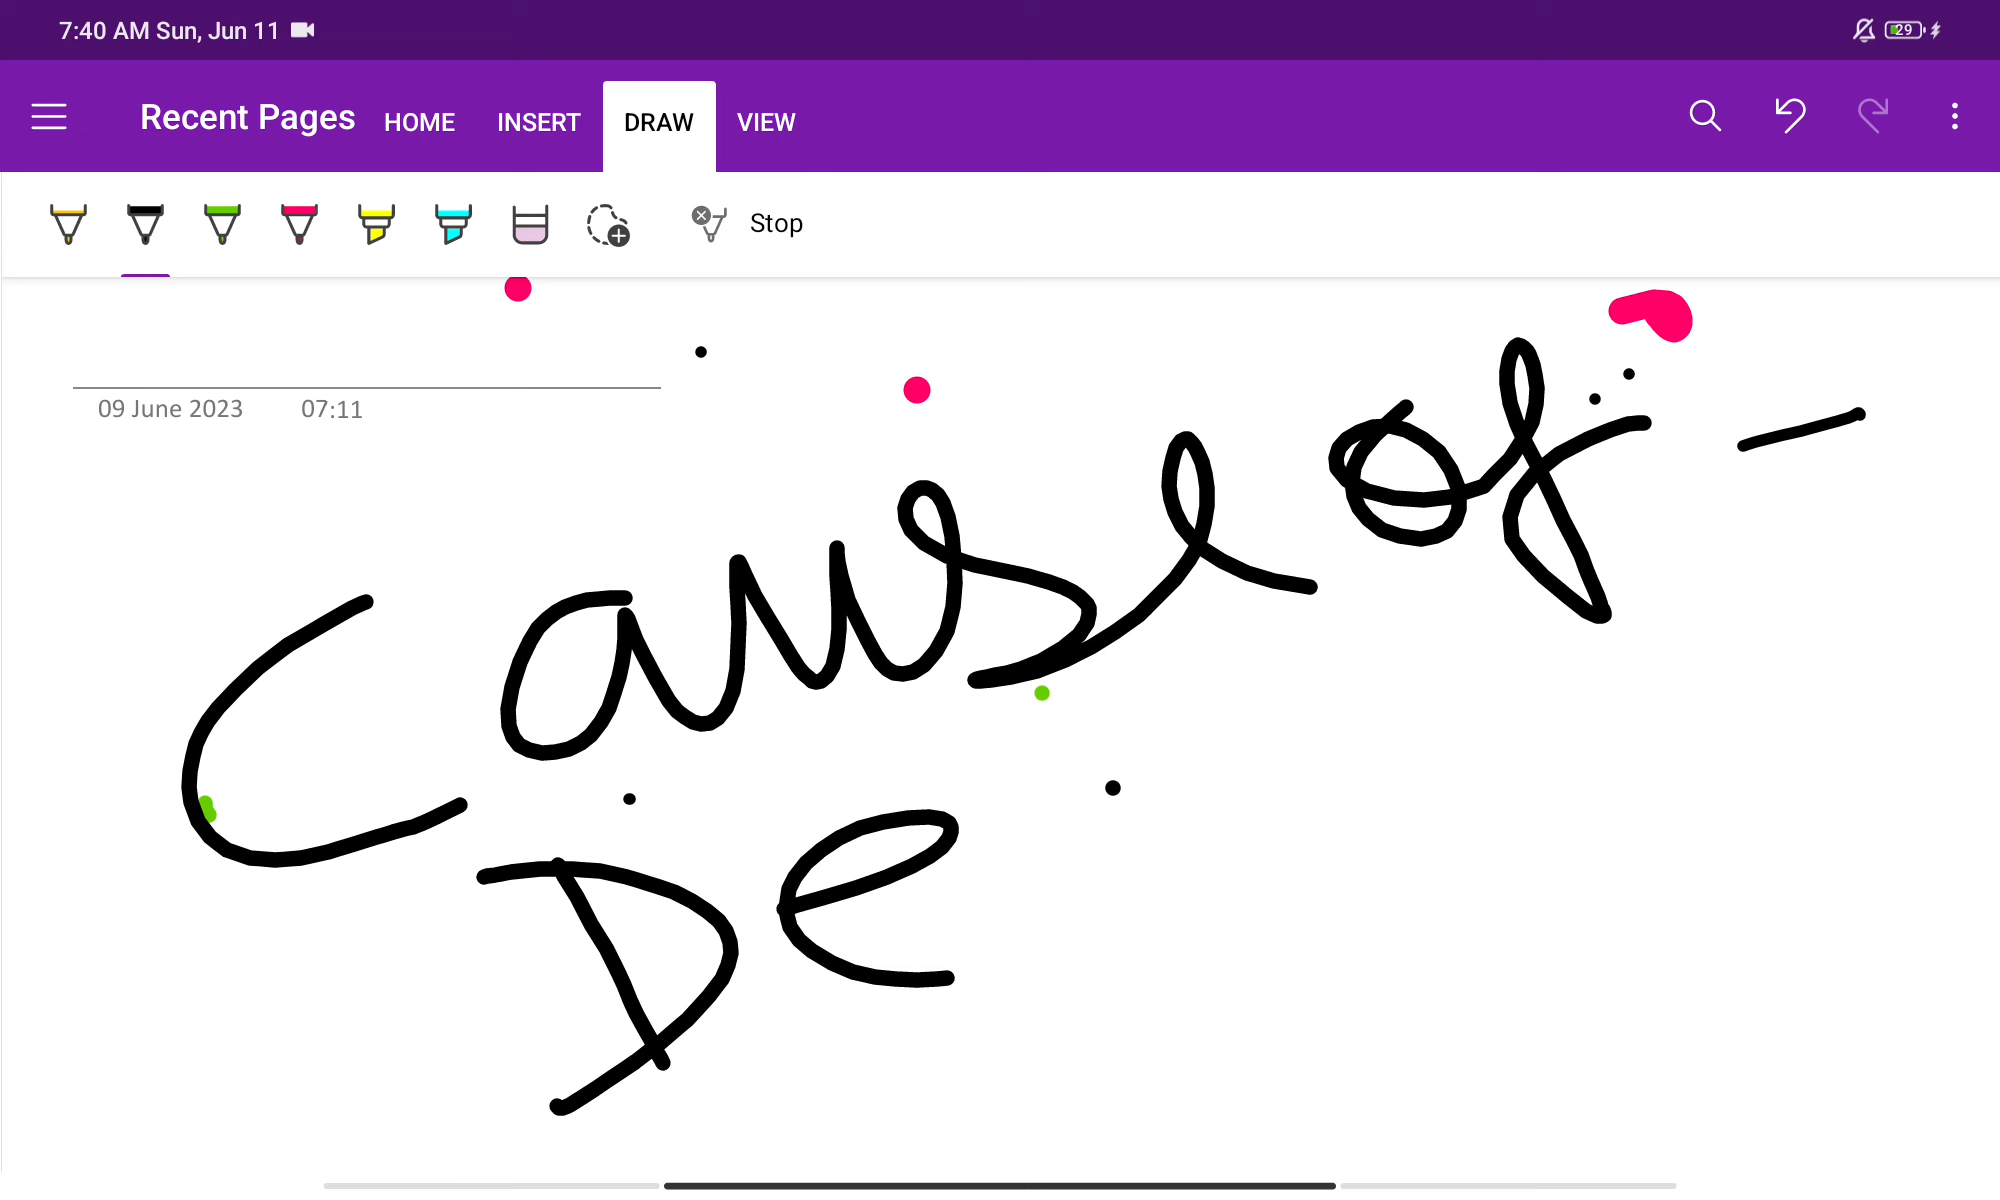 7:40 AM Sun, Jun 11 29
Recent Pages HOME INSERT DRAW VIEW
Stop
09 June 2023 07:11
Cause of -
De